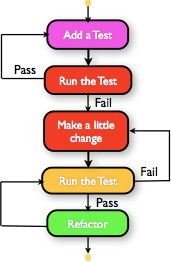 Add a Test
Pass
Run the Test
Fail
Make a little
change
Run the Test
Fail
Pass
Refactor